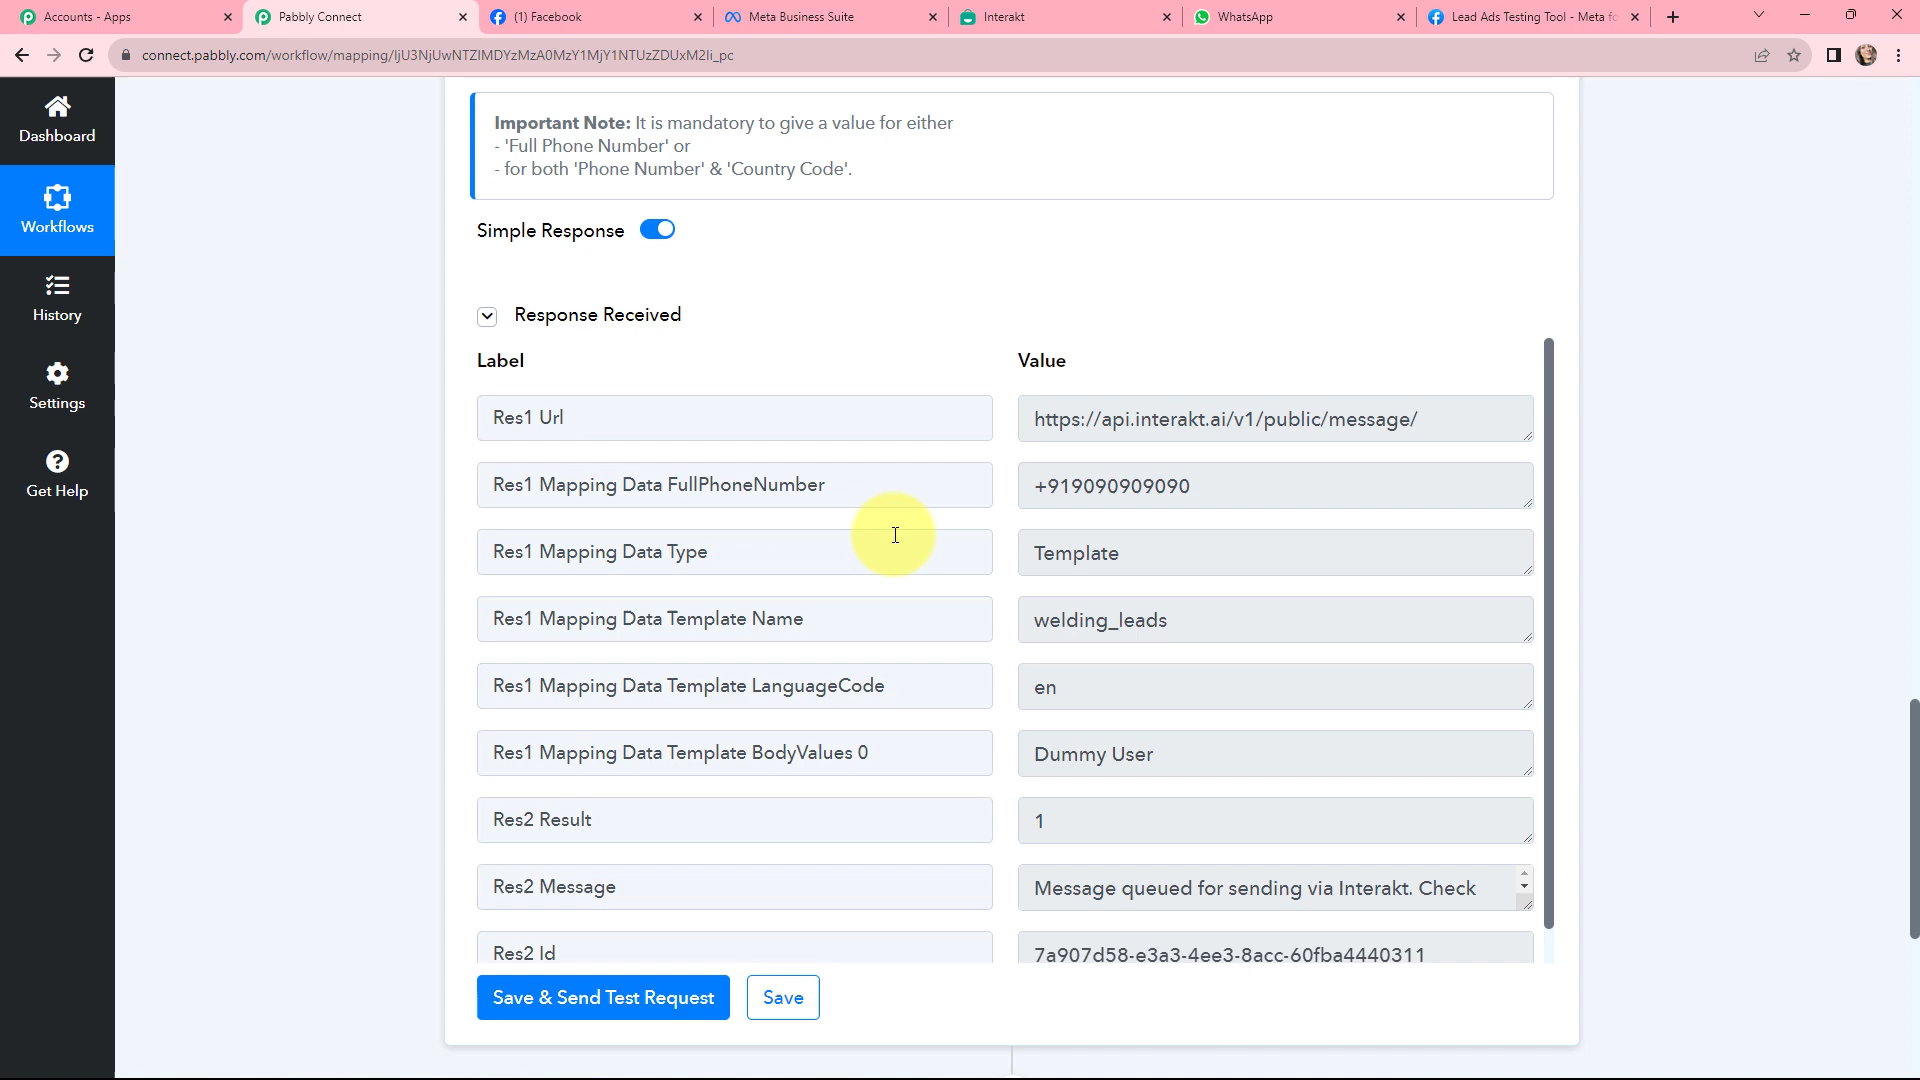 Accounts - Apps
Pabbly Connect
(1) Facebook
Meta Business Suite
Interakt
WhatsApp
Lead Ads Testing Tool - Meta fo
connect.pabbly.com/workflow/mapping/IjU3NjUwNTZlMDYzMzA0MzY1MjY1NTUzZDUxM2Ii_pc
Dashboard
Workflows
History
Settings
Get Help
Important Note: It is mandatory to give a value for either
- 'Full Phone Number' or
- for both 'Phone Number' & 'Country Code'.
Simple Response
Response Received
Label Value
Res1 Url https://api.interakt.ai/v1/public/message/
Res1 Mapping Data FullPhoneNumber +919090909090
Res1 Mapping Data Type Template
Res1 Mapping Data Template Name welding_leads
Res1 Mapping Data Template LanguageCode en
Res1 Mapping Data Template BodyValues 0 Dummy User
Res2 Result 1
Res2 Message Message queued for sending via Interakt. Check
Res2 Id 7a907d58-e3a3-4ee3-8acc-60fba4440311
Save & Send Test Request Save